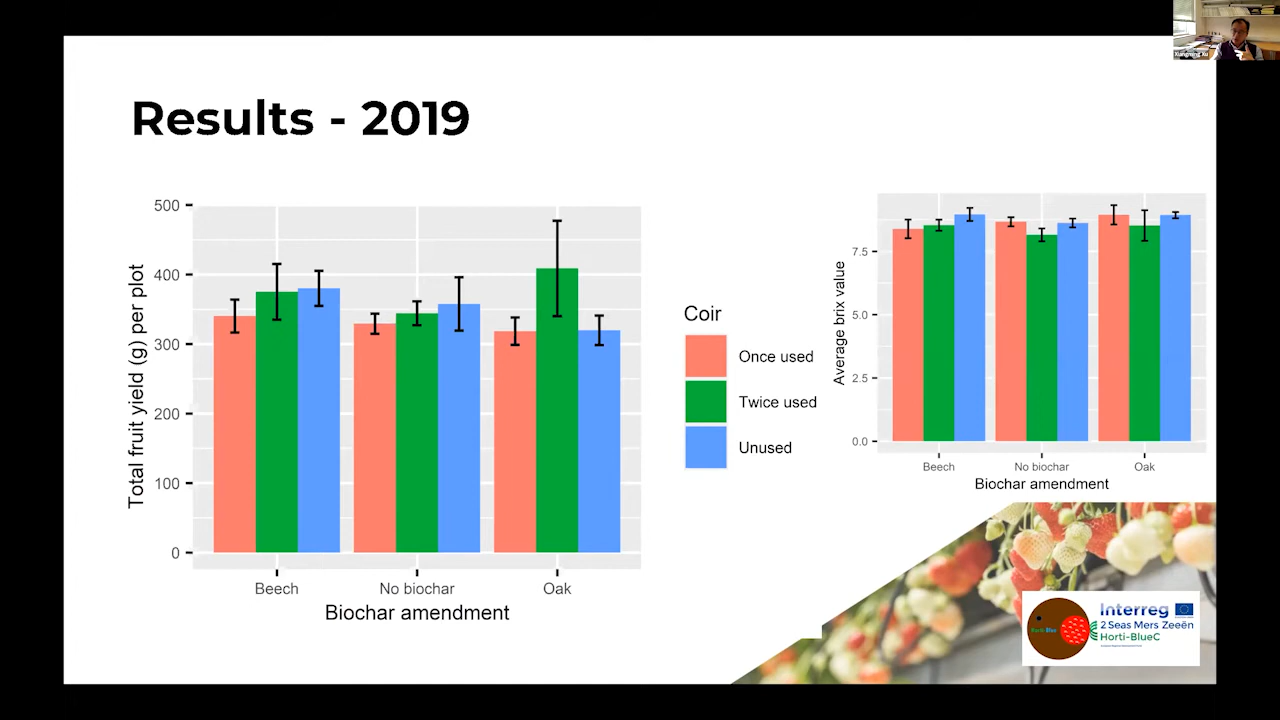 Xiangming Xu
Results - 2019
Total fruit yield (g) per plot
500
400
300
200
100
0
Beech
No biochar
Oak
Biochar amendment
Coir
Once used
Twice used
Unused
Average brix value
7.5
5.0
2.5
0.0
Beech
No biochar
Oak
Biochar amendment
Interreg
2 Seas Mers Zeeën
Horti-BlueC